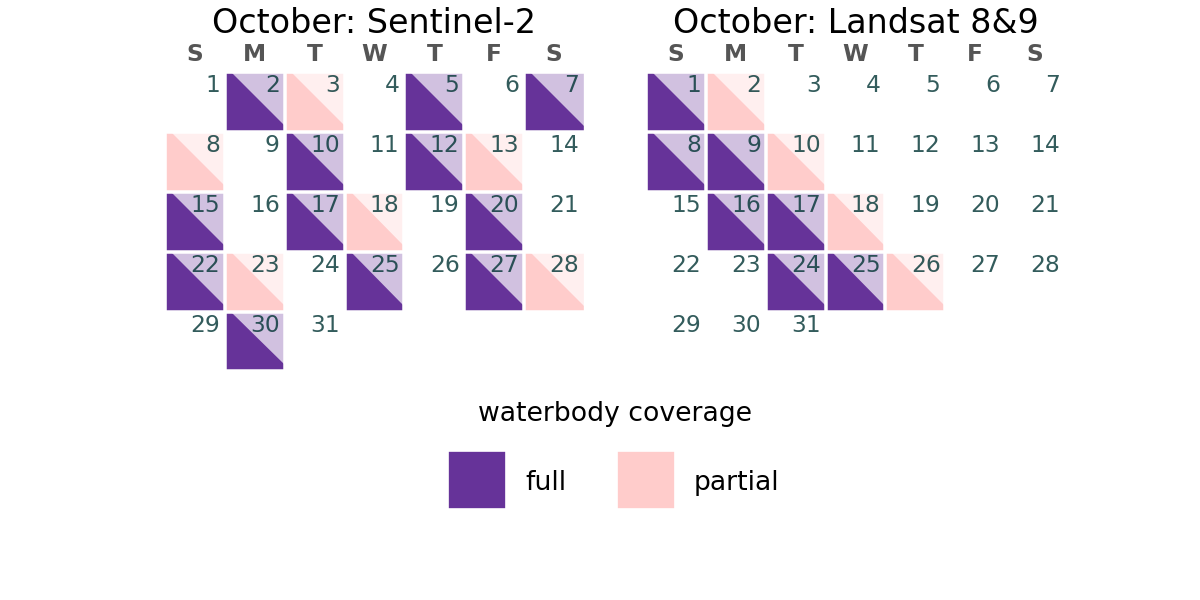 October: Sentinel-2
S M T W T F S
1 2 3 4 5 6 7
8 9 10 11 12 13 14
15 16 17 18 19 20 21
22 23 24 25 26 27 28
29 30 31
October: Landsat 8&9
S M T W T F S
1 2 3 4 5 6 7
8 9 10 11 12 13 14
15 16 17 18 19 20 21
22 23 24 25 26 27 28
29 30 31
waterbody coverage
full partial